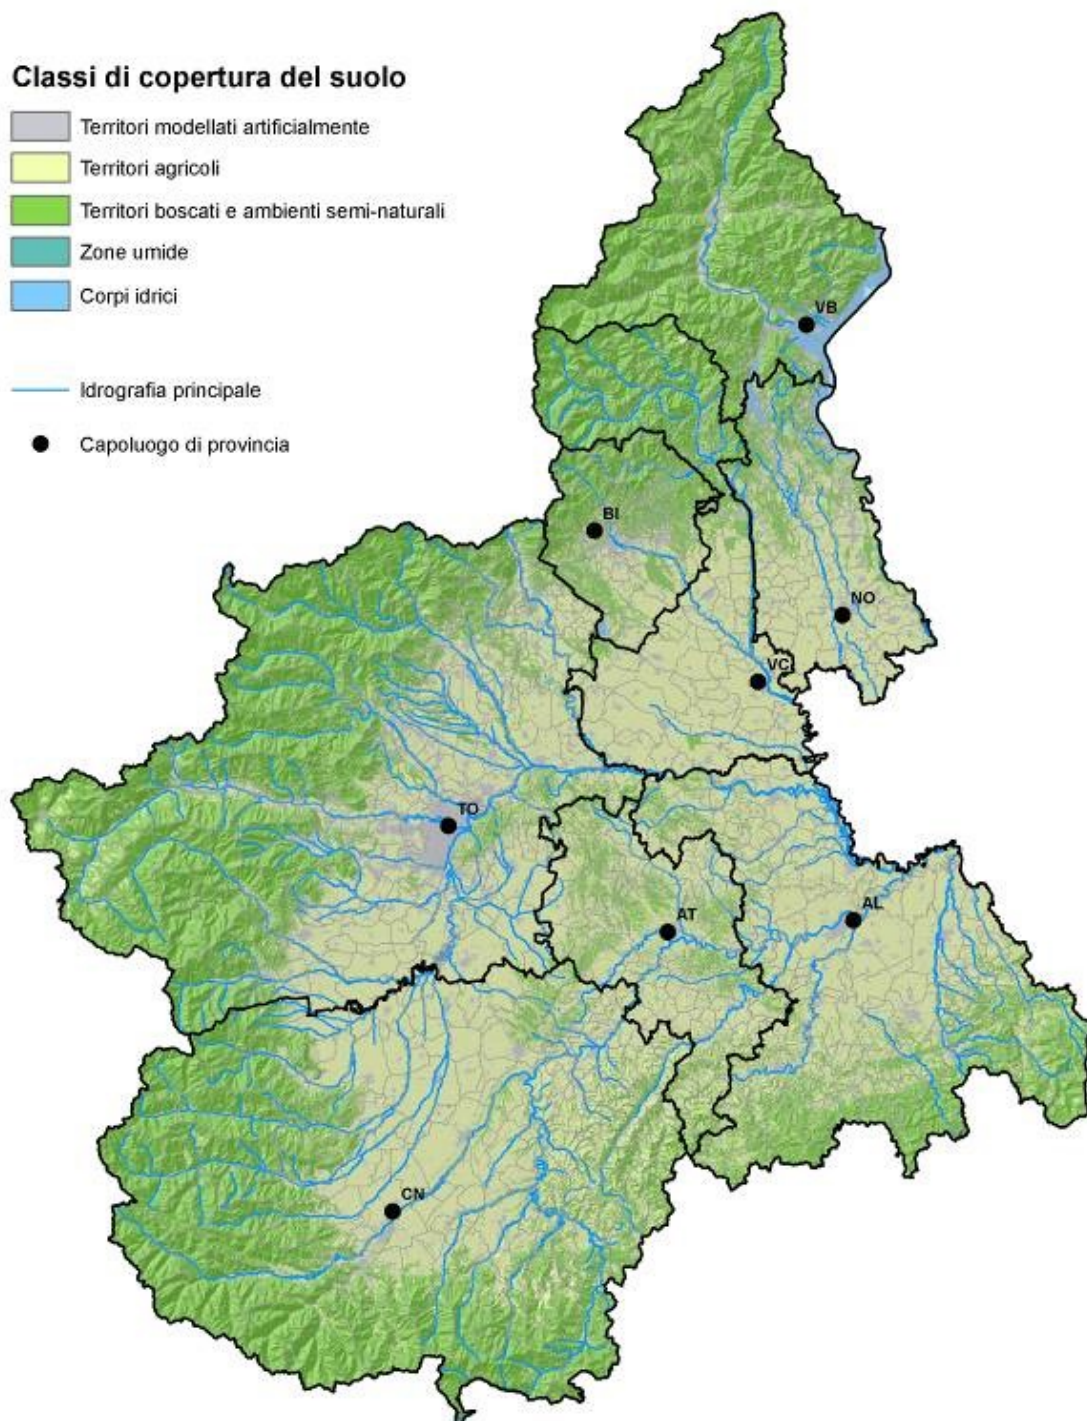 Classi di copertura del suolo
Territori modellati artificialmente
Territori agricoli
Territori boscati e ambienti semi-naturali
Zone umide
Corpi idrici
Idrografia principale
Capoluogo di provincia
VB
BI
NO
VC
TO
AL
AT
CN